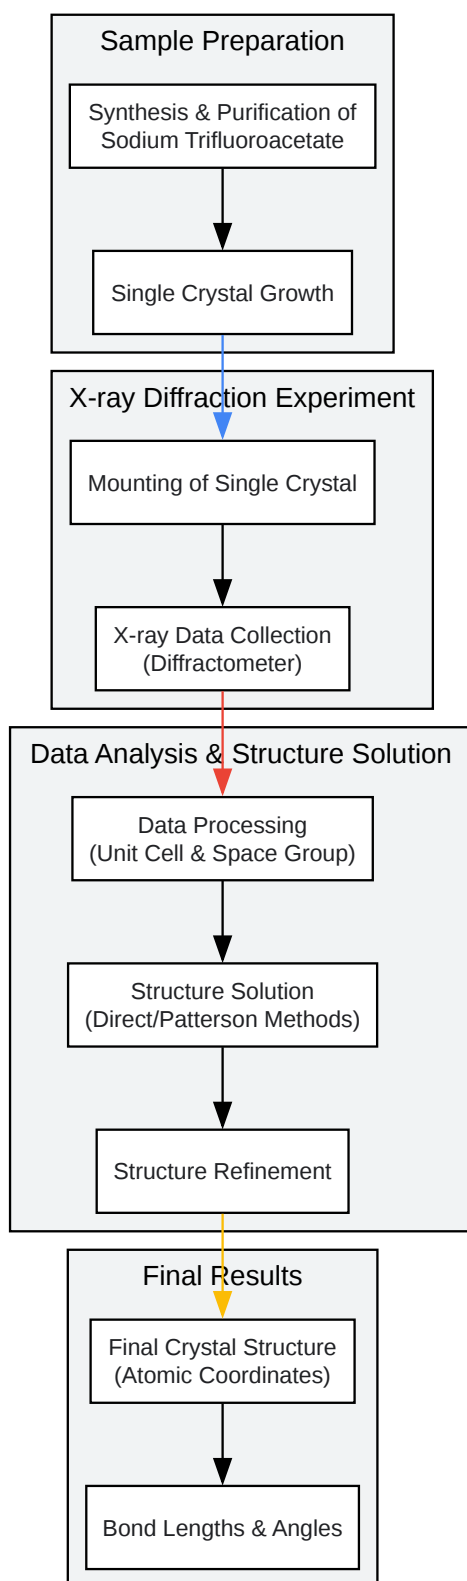 Sample Preparation
Synthesis & Purification of
Sodium Trifluoroacetate
Single Crystal Growth
X-ray Diffraction Experiment
Mounting of Single Crystal
X-ray Data Collection
(Diffractometer)
Data Analysis & Structure Solution
Data Processing
(Unit Cell & Space Group)
Structure Solution
(Direct/Patterson Methods)
Structure Refinement
Final Results
Final Crystal Structure
(Atomic Coordinates)
Bond Lengths & Angles